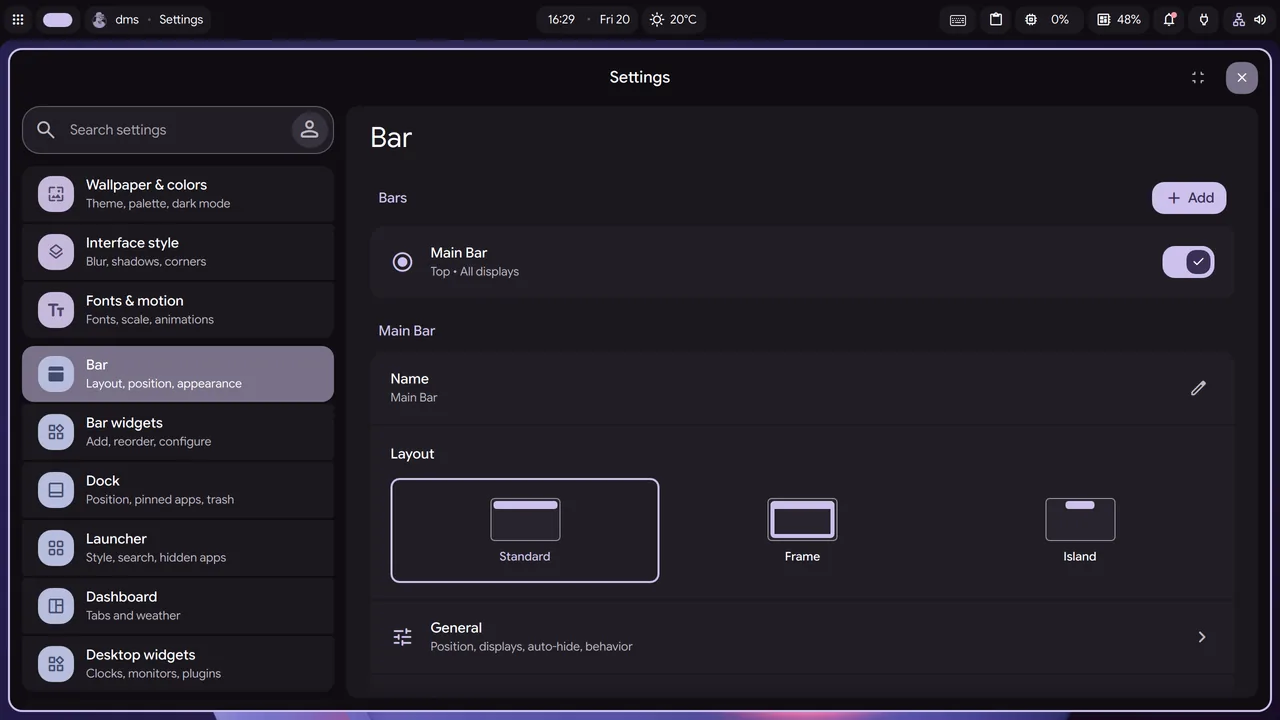 dms • Settings
16:29 • Fri 20
20°C
0%
48%
Settings
Search settings
Wallpaper & colors
Theme, palette, dark mode
Interface style
Blur, shadows, corners
Tт
Fonts & motion
Fonts, scale, animations
Bar
Layout, position, appearance
Bar widgets
Add, reorder, configure
Dock
Position, pinned apps, trash
Launcher
Style, search, hidden apps
Dashboard
Tabs and weather
Desktop widgets
Clocks, monitors, plugins
Bar
Bars
+ Add
Main Bar
Top • All displays
Main Bar
Name
Main Bar
Layout
Standard
Frame
Island
General
Position, displays, auto-hide, behavior